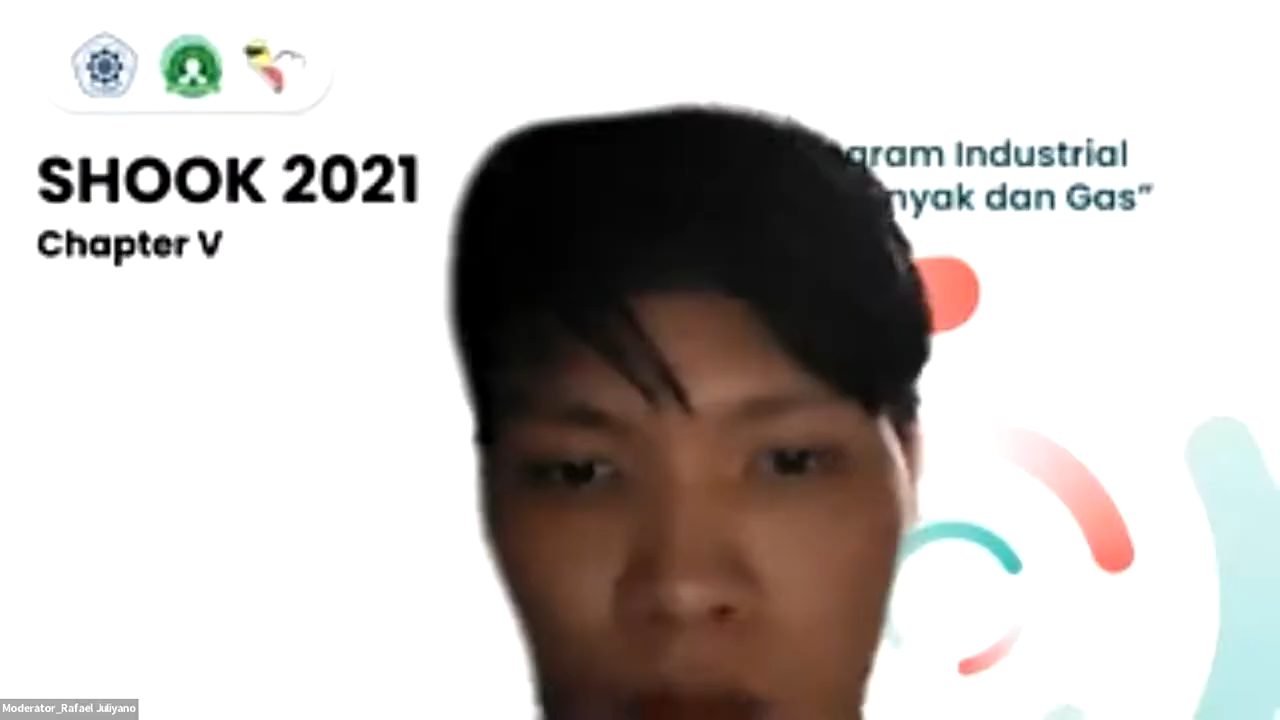 SHOOK 2021
Chapter V
gram Industrial
nyak dan Gas”
Moderator_Rafael Juliyano